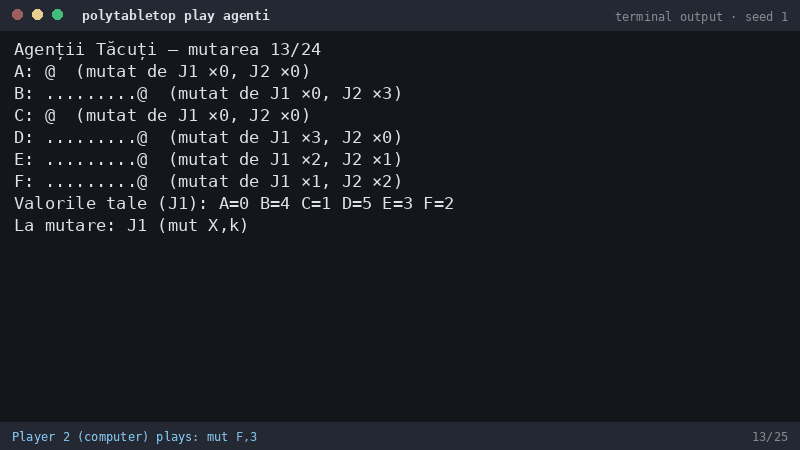 polytabletop play agenti
terminal output · seed 1
Agenții Tăcuți — mutarea 13/24
A: @  (mutat de J1 ×0, J2 ×0)
B: .........@  (mutat de J1 ×0, J2 ×3)
C: @  (mutat de J1 ×0, J2 ×0)
D: .........@  (mutat de J1 ×3, J2 ×0)
E: .........@  (mutat de J1 ×2, J2 ×1)
F: .........@  (mutat de J1 ×1, J2 ×2)
Valorile tale (J1): A=0 B=4 C=1 D=5 E=3 F=2
La mutare: J1 (mut X,k)
Player 2 (computer) plays: mut F,3
13/25